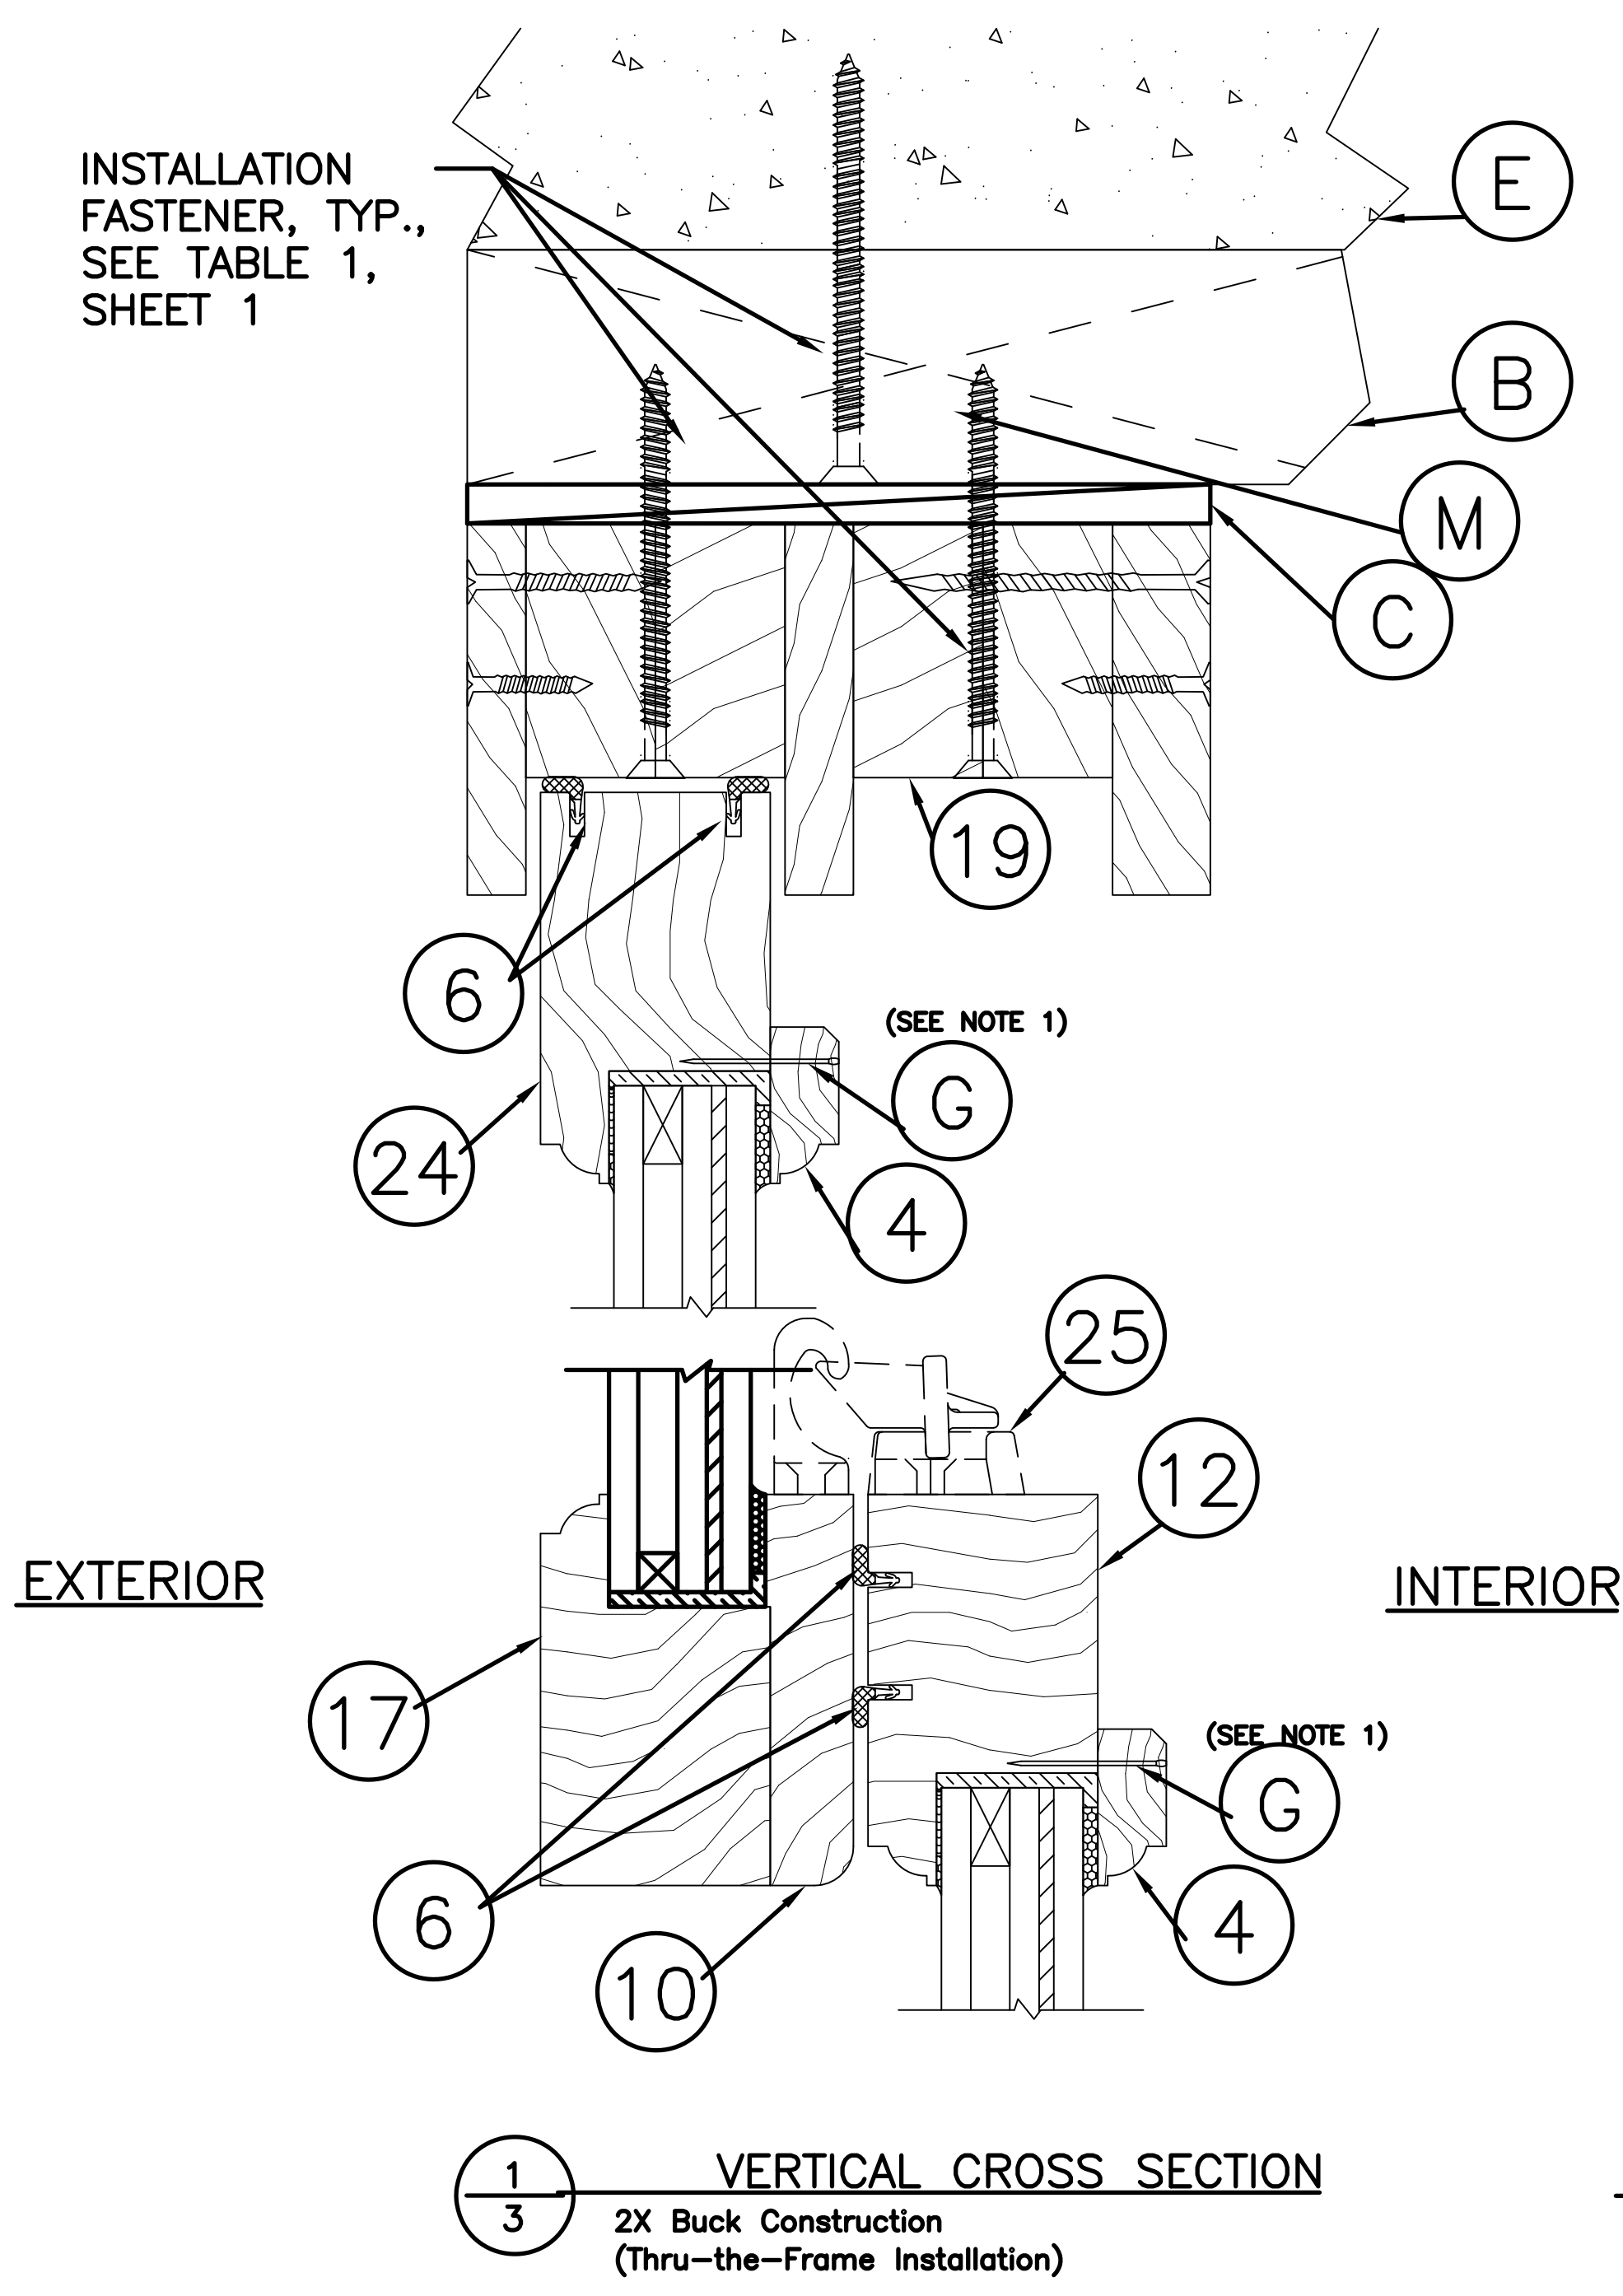 INSTALLATION
FASTENER, TYP.,
SEE TABLE 1,
SHEET 1
E
B
M
C
19
6
(SEE NOTE 1)
G
24
4
25
12
EXTERIOR
INTERIOR
17
(SEE NOTE 1)
G
6
4
10
1
3
VERTICAL CROSS SECTION
2X Buck Construction
(Thru-the-Frame Installation)